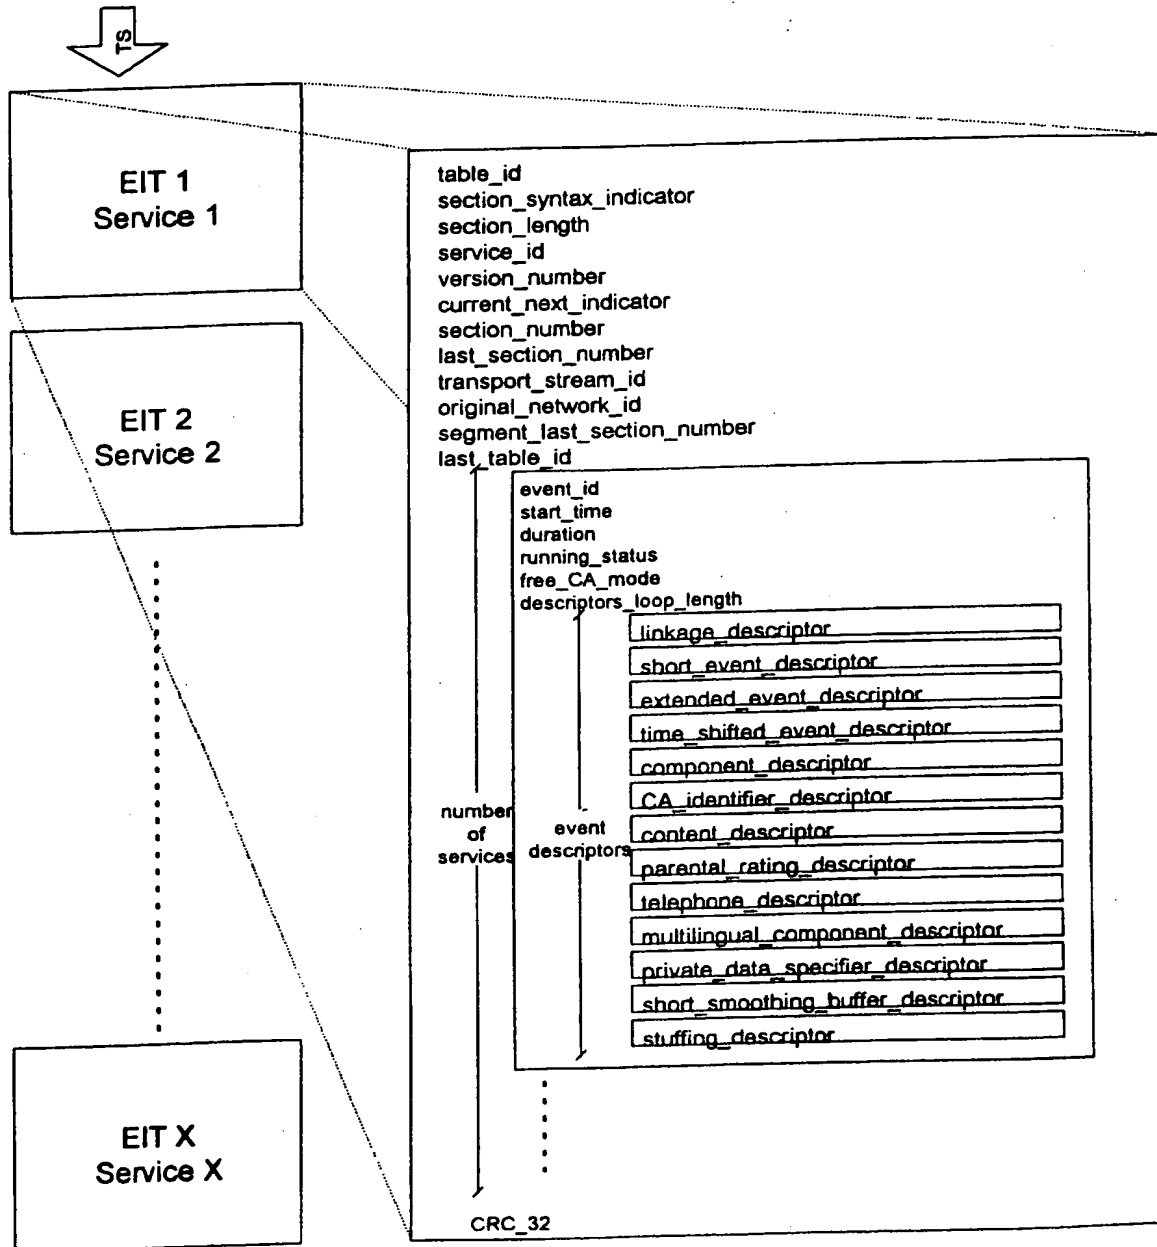 TS
EIT 1
Service 1
EIT 2
Service 2
EIT X
Service X
table_id
section_syntax_indicator
section_length
service_id
version_number
current_next_indicator
section_number
last_section_number
transport_stream_id
original_network_id
segment_last_section_number
last_table_id
event_id
start_time
duration
running_status
free_CA_mode
descriptors_loop_length
linkage_descriptor
short_event_descriptor
extended_event_descriptor
time_shifted_event_descriptor
component_descriptor
CA_identifier_descriptor
content_descriptor
parental_rating_descriptor
telephone_descriptor
multilingual_component_descriptor
private_data_specifier_descriptor
short_smoothing_buffer_descriptor
stuffing_descriptor
number
of
services
event
descriptors
CRC_32